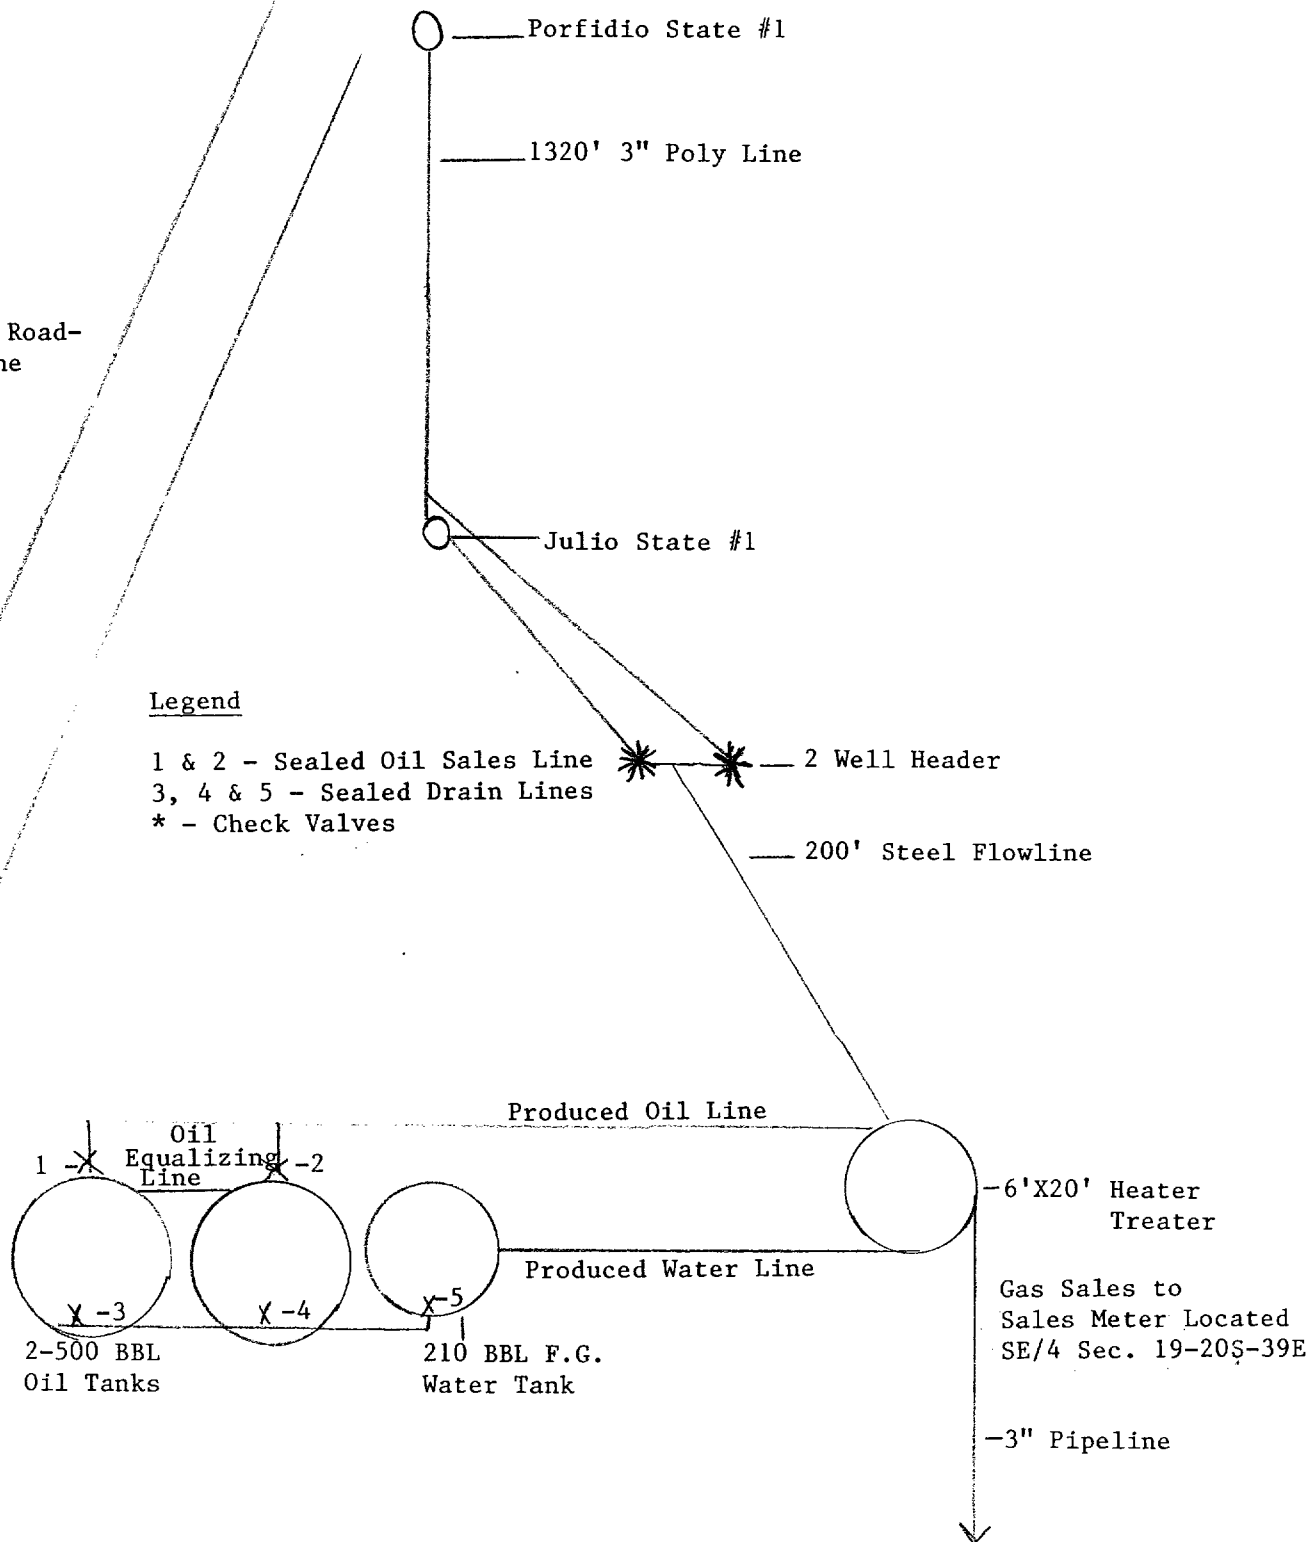 Porfidio State #1
1320' 3" Poly Line
Road-
Julio State #1
Legend
1 & 2 - Sealed Oil Sales Line
3, 4 & 5 - Sealed Drain Lines
* - Check Valves
2 Well Header
200' Steel Flowline
Produced Oil Line
Oil
Equalizing
Line
1 -
-2
-6'X20' Heater
Treater
Produced Water Line
-3
-4
-5
Gas Sales to
Sales Meter Located
SE/4 Sec. 19-20S-39E
2-500 BBL
Oil Tanks
210 BBL F.G.
Water Tank
-3" Pipeline